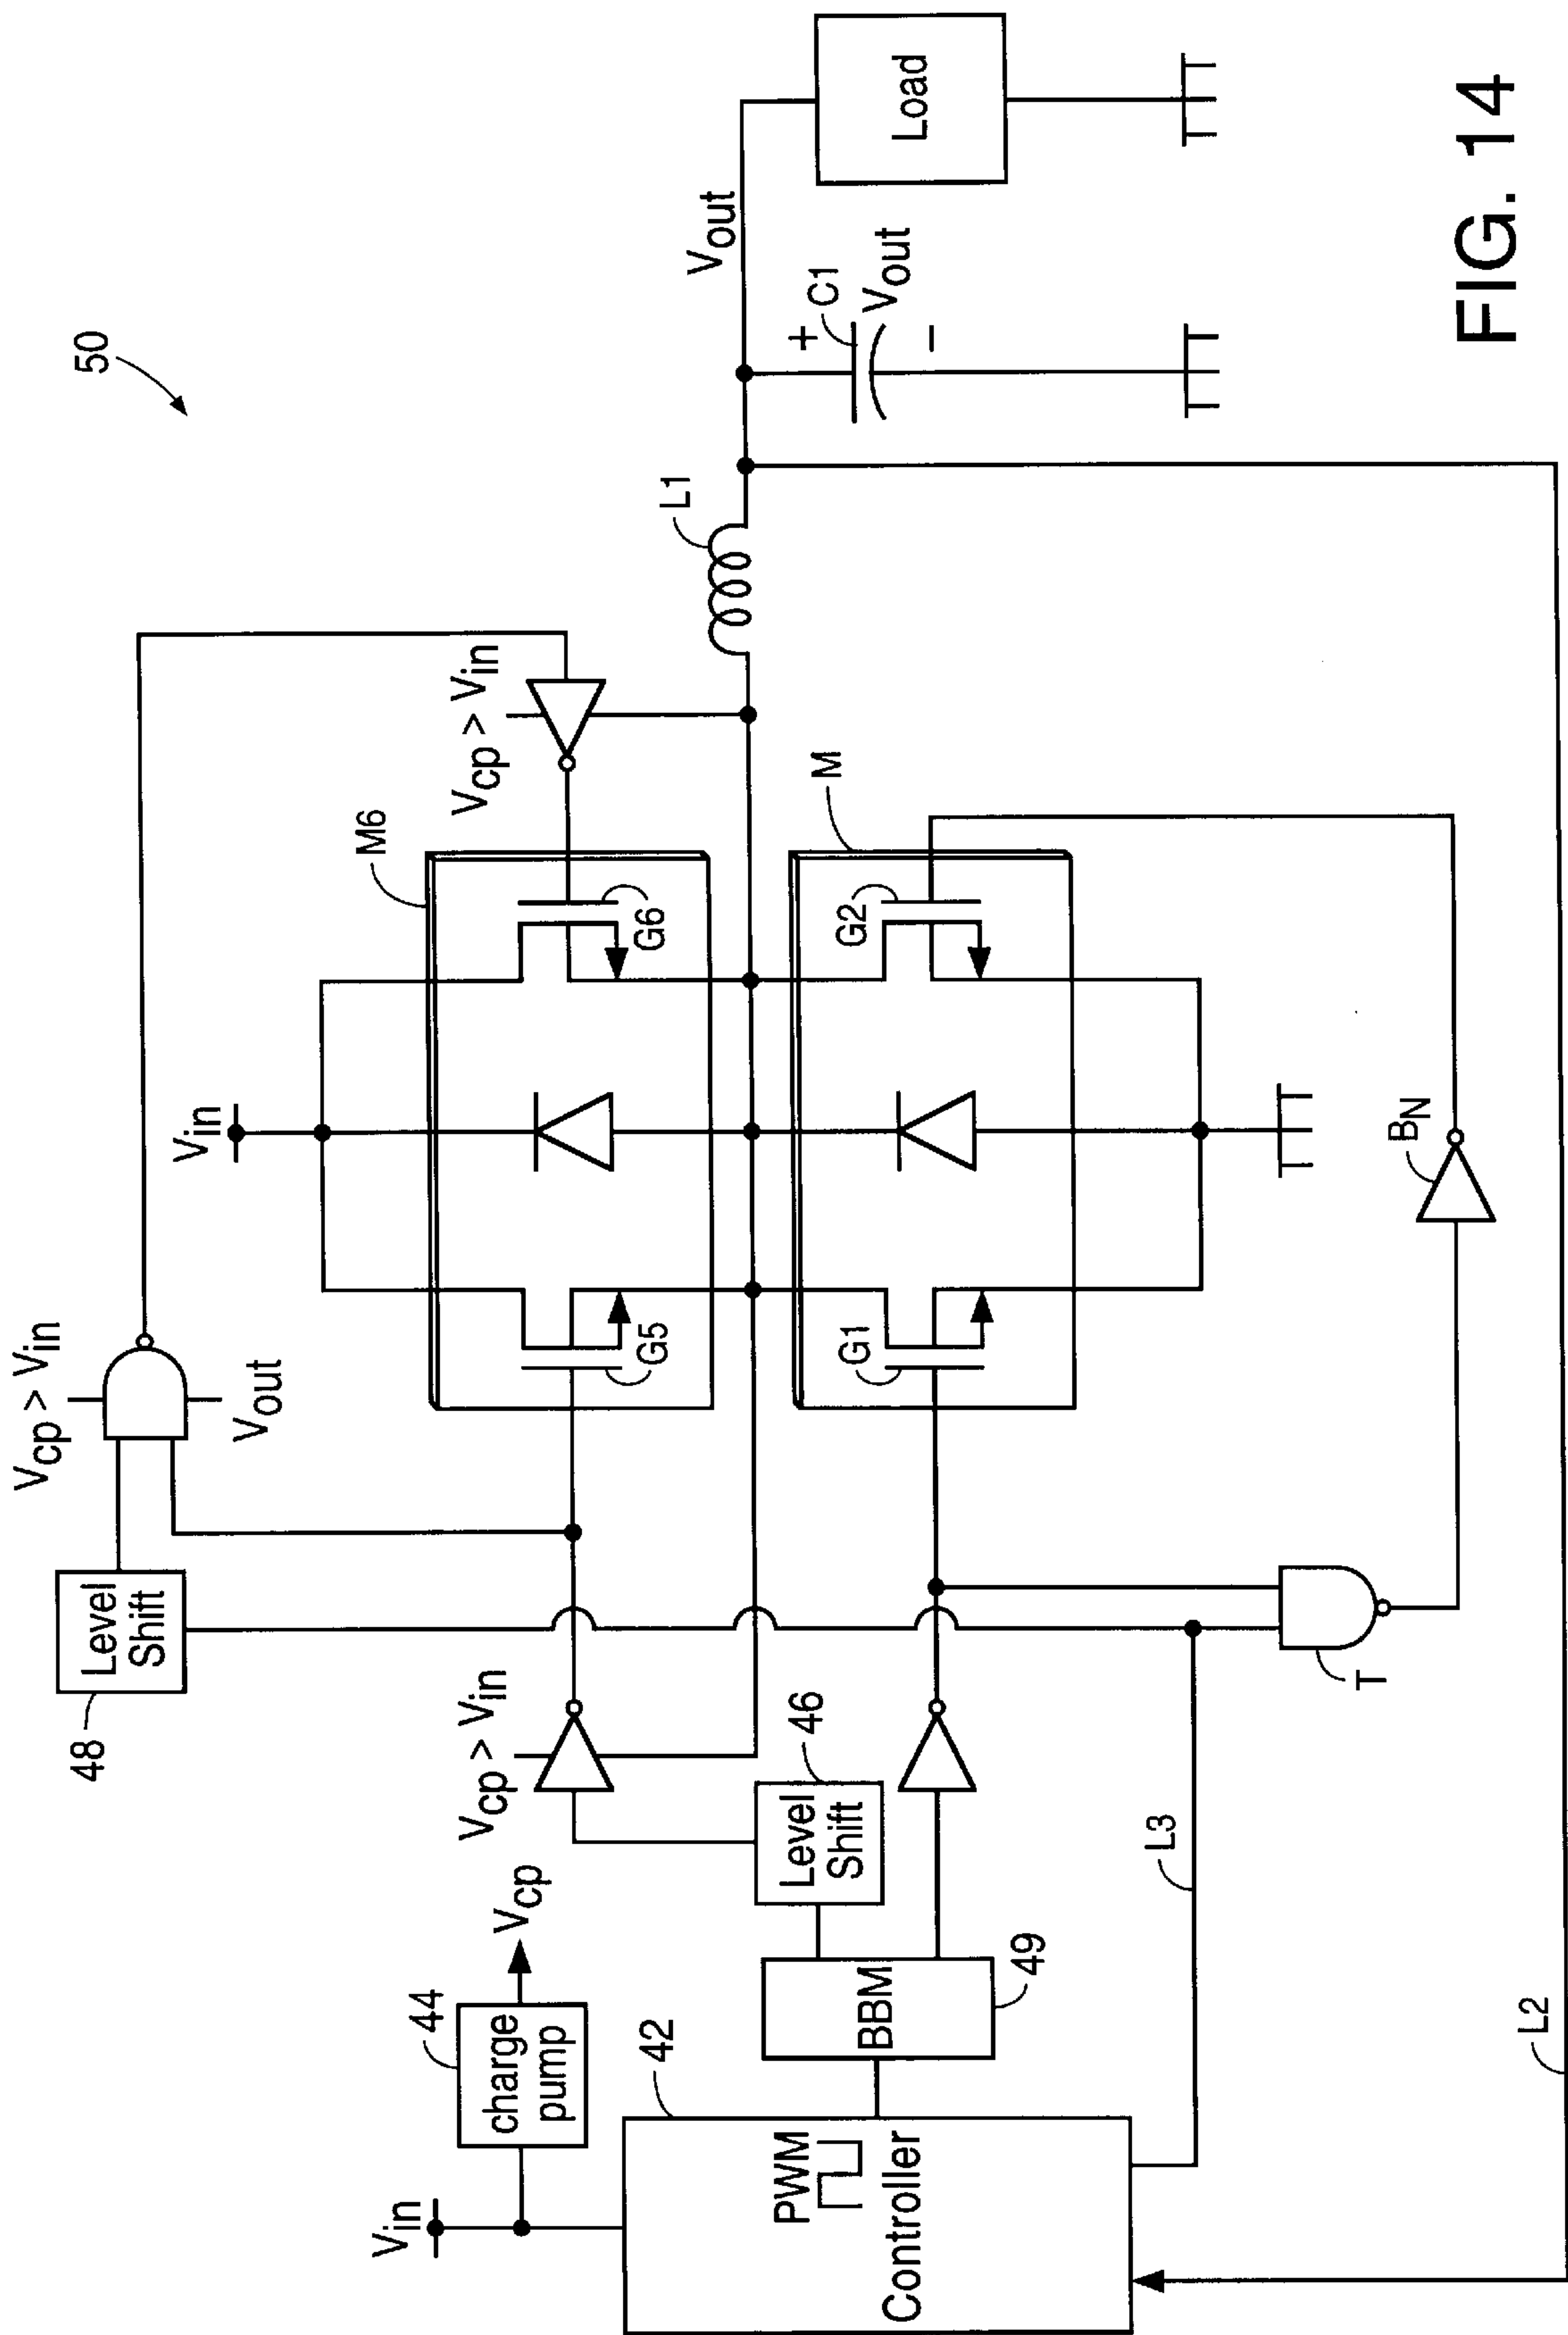 50
48
Level
Shift
Vcp > Vin
Vout
Vin
Vcp > Vin
M6
G5
G6
Vcp > Vin
L1
Vout
Load
+
C1
Vout
−
Vin
44
charge
pump
Vcp
42
PWM
Controller
BBM
49
46
Level
Shift
G1
G2
M
L3
T
BN
L2
FIG. 14